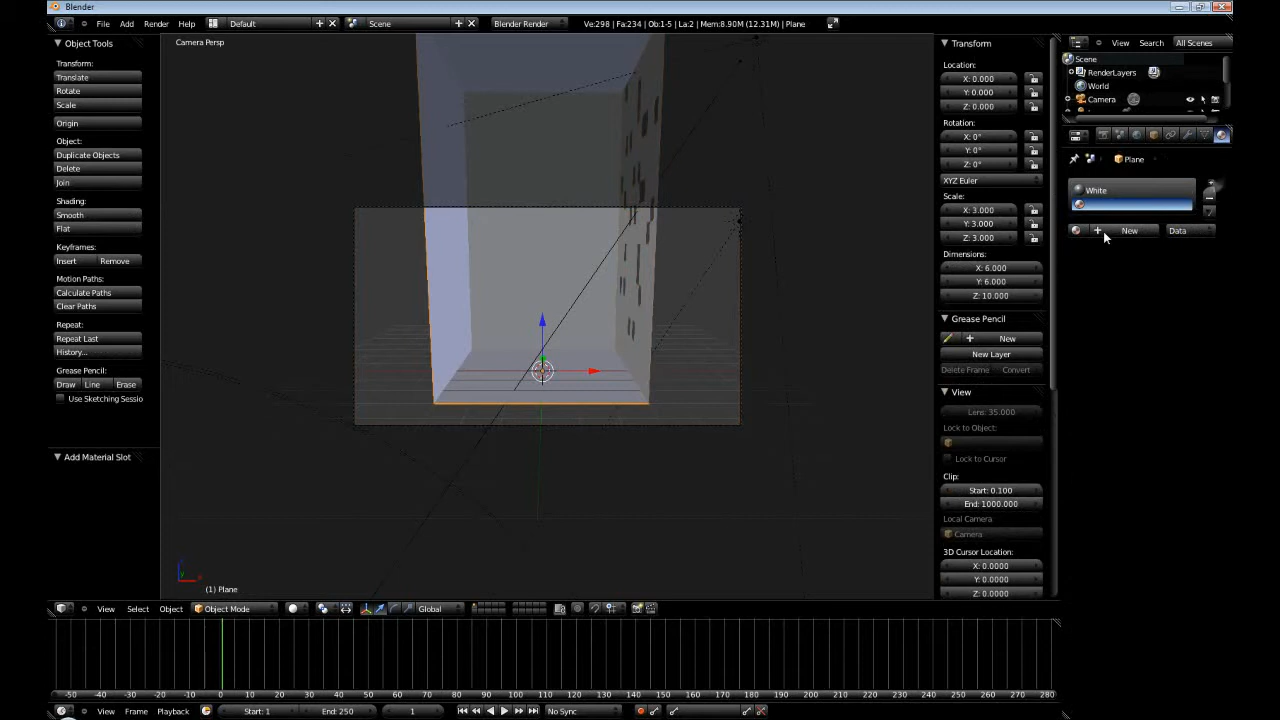 Blender
File Add Render Help Default Scene Blender Render Ve:298 | Fa:234 | Ob:1-5 | La:2 | Mem:8.90M (12.31M) | Plane
Object Tools
Transform:
Translate
Rotate
Scale
Origin
Object:
Duplicate Objects
Delete
Join
Shading:
Smooth
Flat
Keyframes:
Insert Remove
Motion Paths:
Calculate Paths
Clear Paths
Repeat:
Repeat Last
History...
Grease Pencil:
Draw Line Erase
Use Sketching Sessio
Add Material Slot
Camera Persp
(1) Plane
Transform
Location:
X: 0.000
Y: 0.000
Z: 0.000
Rotation:
X: 0°
Y: 0°
Z: 0°
XYZ Euler
Scale:
X: 3.000
Y: 3.000
Z: 3.000
Dimensions:
X: 6.000
Y: 6.000
Z: 10.000
Grease Pencil
New
New Layer
Delete Frame Convert
View
Lens: 35.000
Lock to Object:
Lock to Cursor
Clip:
Start: 0.100
End: 1000.000
Local Camera
Camera
3D Cursor Location:
X: 0.0000
Y: 0.0000
Z: 0.0000
View Search All Scenes
Scene
RenderLayers
World
Camera
Plane
White
New Data
View Select Object Object Mode Global
-50 -40 -30 -20 -10 0 10 20 30 40 50 60 70 80 90 100 110 120 130 140 150 160 170 180 190 200 210 220 230 240 250 260 270 280
View Frame Playback Start: 1 End: 250 1 No Sync